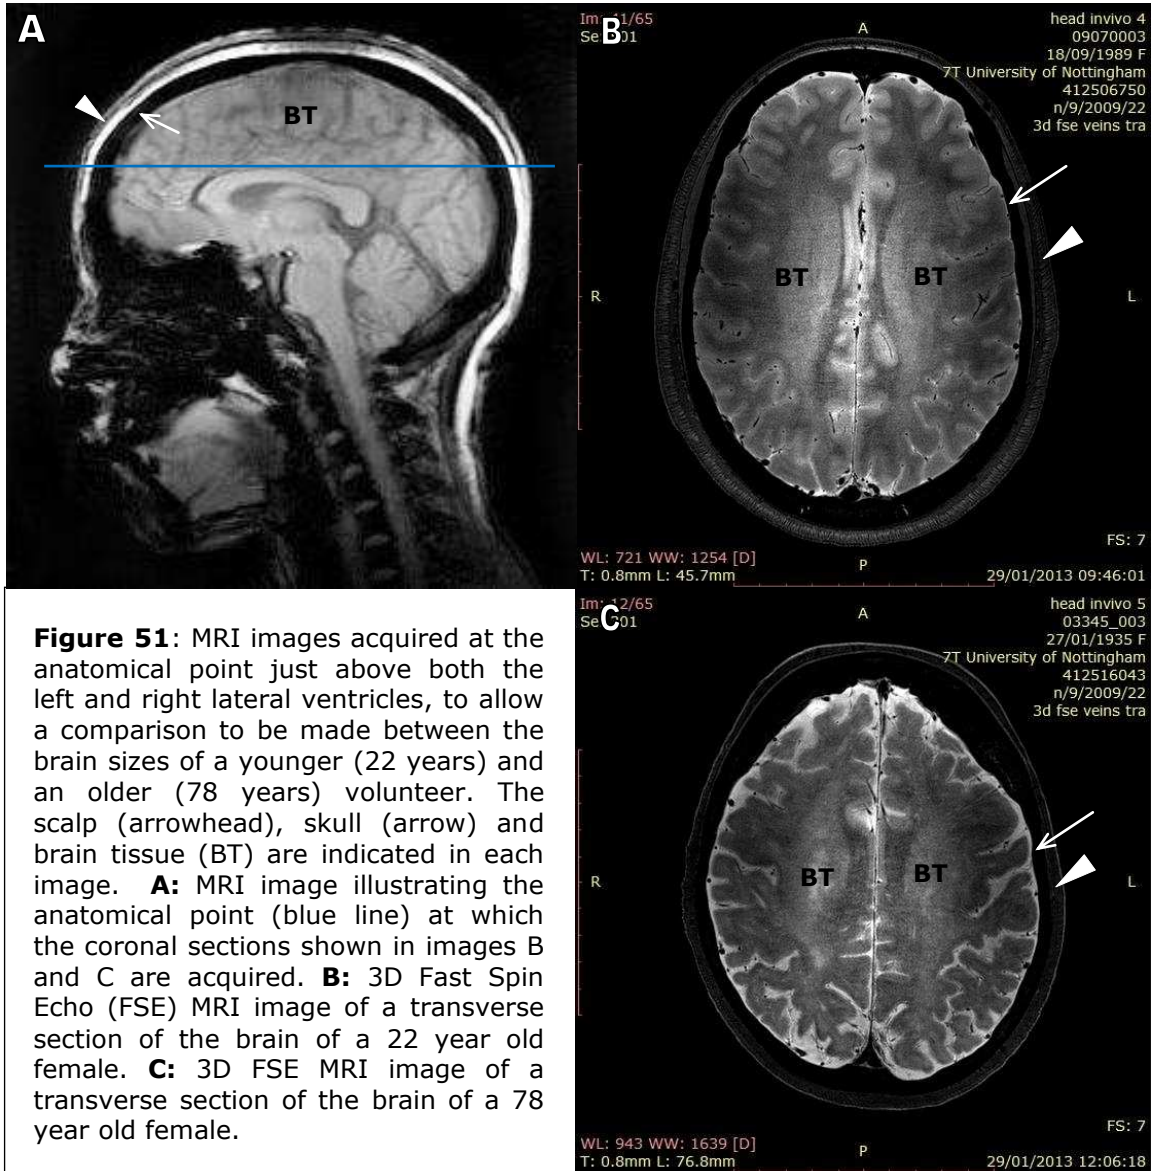 A
BT
Im: 41/65
Se: 01
B
A
head invivo 4
09070003
18/09/1989 F
7T University of Nottingham
412506750
n/9/2009/22
3d fse veins tra
BT
BT
R
L
FS: 7
WL: 721 WW: 1254 [D]
T: 0.8mm L: 45.7mm
P
29/01/2013 09:46:01
Figure 51: MRI images acquired at the
anatomical point just above both the
left and right lateral ventricles, to allow
a comparison to be made between the
brain sizes of a younger (22 years) and
an older (78 years) volunteer. The
scalp (arrowhead), skull (arrow) and
brain tissue (BT) are indicated in each
image. A: MRI image illustrating the
anatomical point (blue line) at which
the coronal sections shown in images B
and C are acquired. B: 3D Fast Spin
Echo (FSE) MRI image of a transverse
section of the brain of a 22 year old
female. C: 3D FSE MRI image of a
transverse section of the brain of a 78
year old female.
Im: 12/65
Se: 01
C
A
head invivo 5
03345_003
27/01/1935 F
7T University of Nottingham
412516043
n/9/2009/22
3d fse veins tra
BT
BT
R
L
FS: 7
WL: 943 WW: 1639 [D]
T: 0.8mm L: 76.8mm
P
29/01/2013 12:06:18